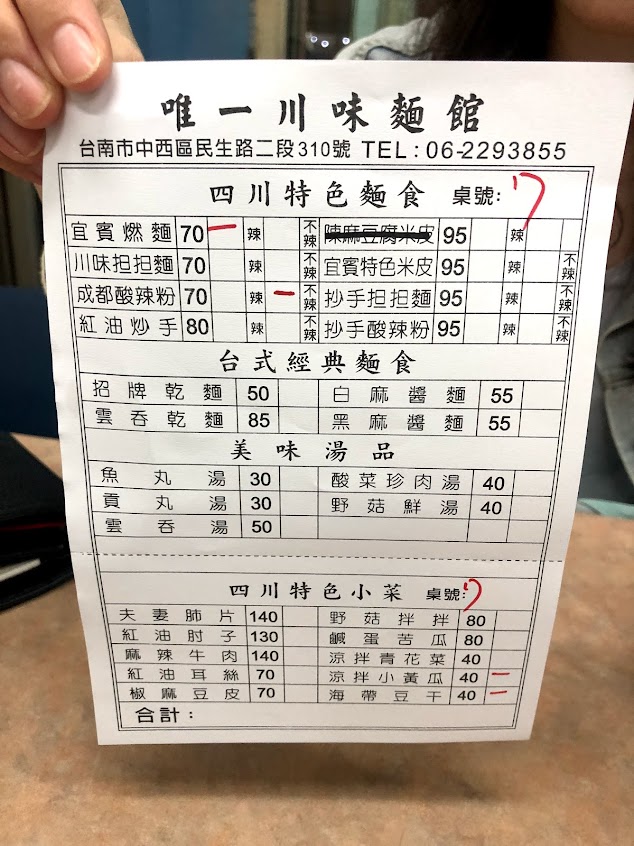 唯一川味麵館
台南市中西區民生路二段310號 TEL:06-2293855
四川特色麵食 桌號:7
宜賓燃麵 70 一 辣 不辣 陳麻豆腐米皮 95 辣
川味担担麵 70 辣 不辣 宜賓特色米皮 95 不辣
成都酸辣粉 70 辣 一 不辣 抄手担担麵 95 辣 不辣
紅油炒手 80 辣 不辣 抄手酸辣粉 95 辣 不辣
台式經典麵食
招牌乾麵 50 白麻醬麵 55
雲吞乾麵 85 黑麻醬麵 55
美味湯品
魚丸湯 30 酸菜珍肉湯 40
貢丸湯 30 野菇鮮湯 40
雲吞湯 50
四川特色小菜 桌號:7
夫妻肺片 140 野菇拌拌 80
紅油肘子 130 鹹蛋苦瓜 80
麻辣牛肉 140 涼拌青花菜 40
紅油耳絲 70 涼拌小黃瓜 40 一
椒麻豆皮 70 海帶豆干 40 一
合計: